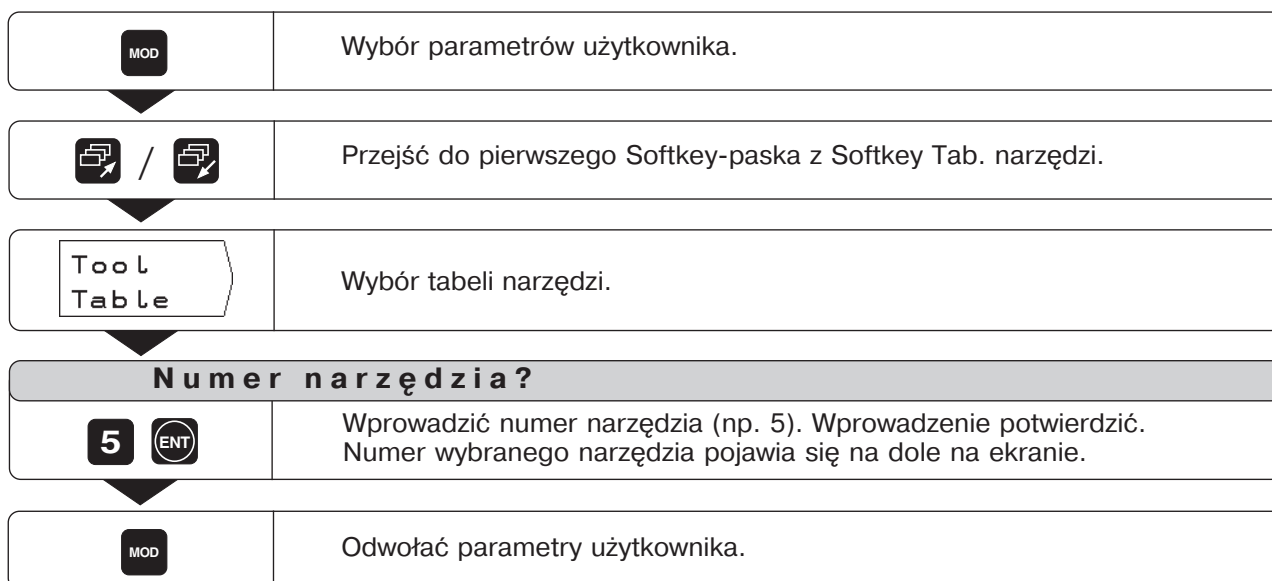 MOD
Wybór parametrów użytkownika.
/
Przejść do pierwszego Softkey-paska z Softkey Tab. narzędzi.
Tool
Table
Wybór tabeli narzędzi.
Numer narzędzia?
5 ENT
Wprowadzić numer narzędzia (np. 5). Wprowadzenie potwierdzić.
Numer wybranego narzędzia pojawia się na dole na ekranie.
MOD
Odwołać parametry użytkownika.